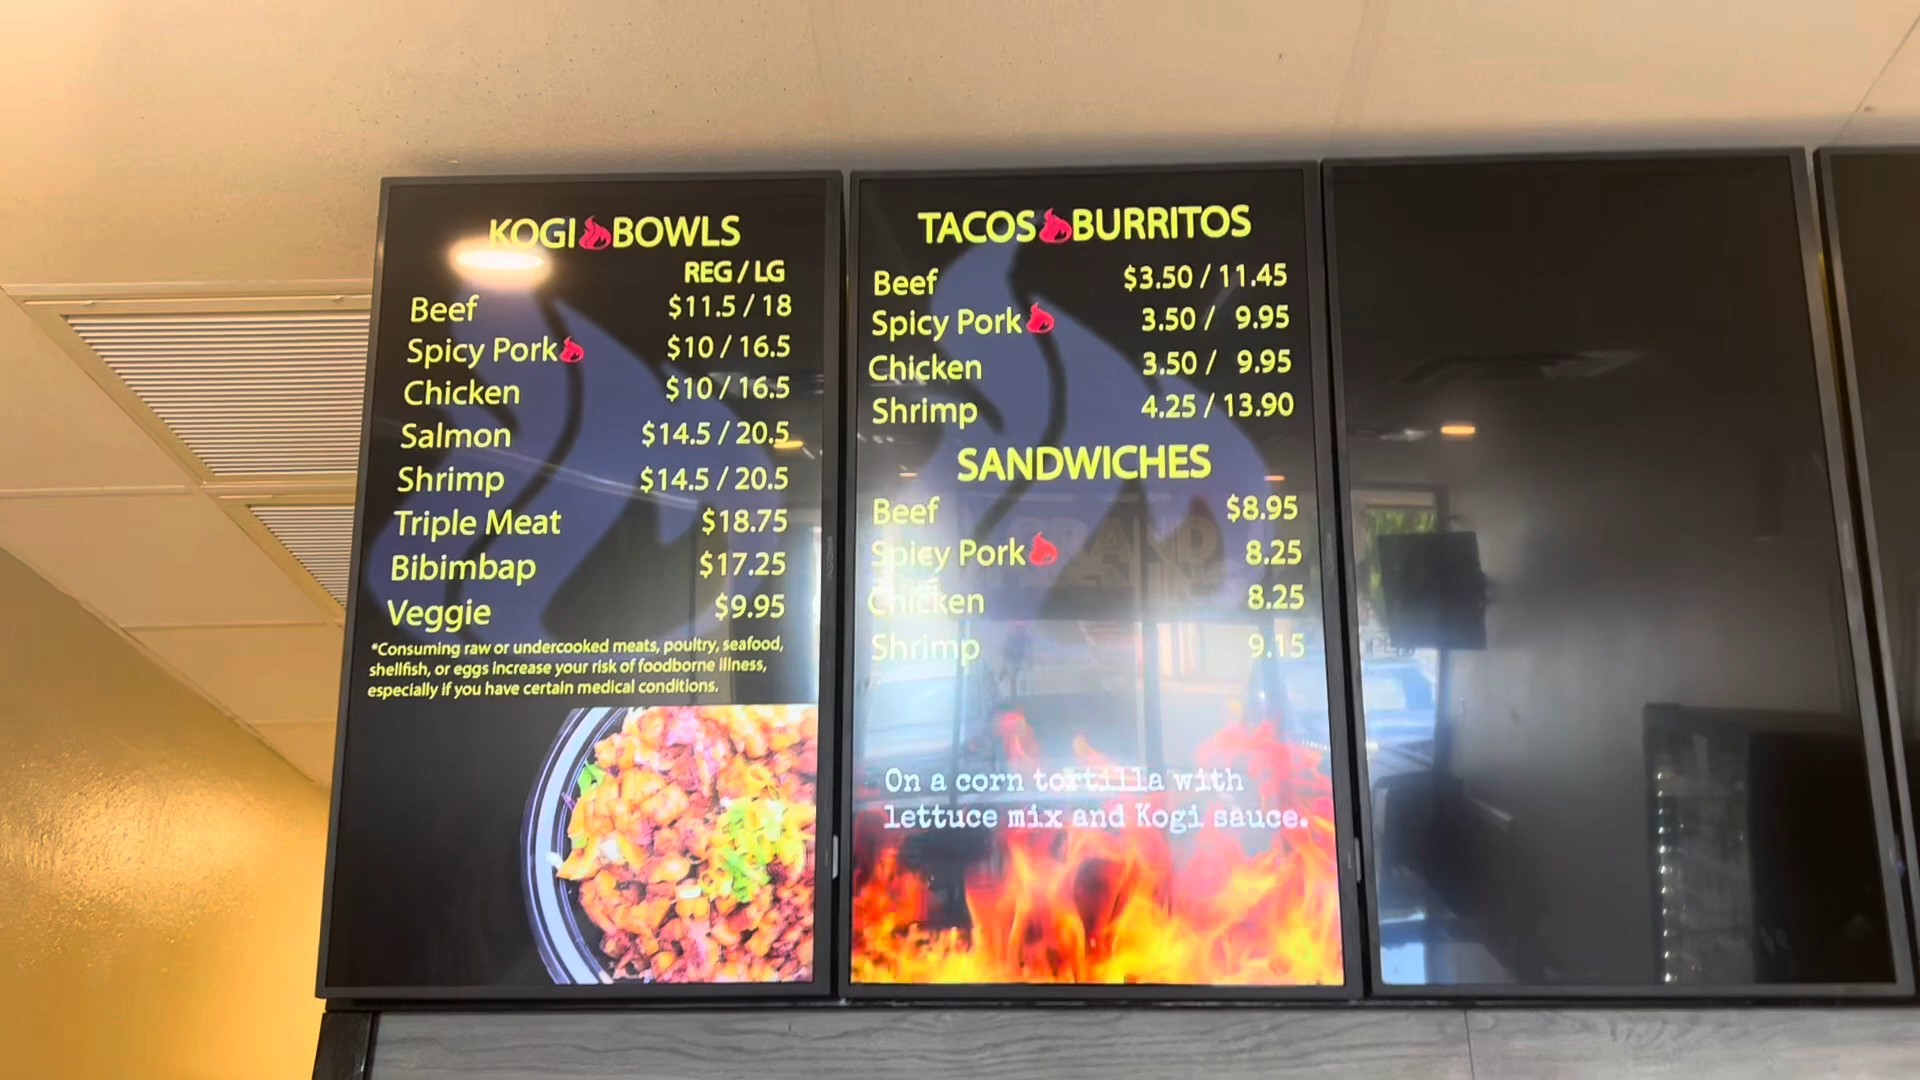 KOGI BOWLS
REG / LG
Beef $11.5 / 18
Spicy Pork $10 / 16.5
Chicken $10 / 16.5
Salmon $14.5 / 20.5
Shrimp $14.5 / 20.5
Triple Meat $18.75
Bibimbap $17.25
Veggie $9.95
*Consuming raw or undercooked meats, poultry, seafood,
shellfish, or eggs increase your risk of foodborne illness,
especially if you have certain medical conditions.
TACOS BURRITOS
Beef $3.50 / 11.45
Spicy Pork 3.50 / 9.95
Chicken 3.50 / 9.95
Shrimp 4.25 / 13.90
SANDWICHES
Beef $8.95
Spicy Pork 8.25
Chicken 8.25
Shrimp 9.15
On a corn tortilla with
lettuce mix and Kogi sauce.